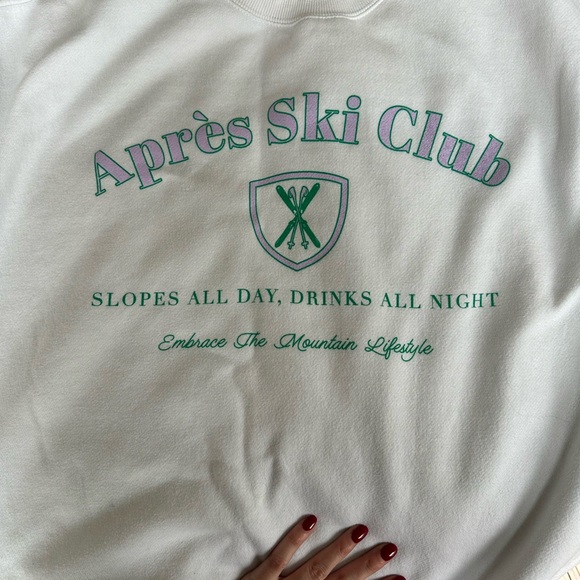 Après Ski Club
SLOPES ALL DAY, DRINKS ALL NIGHT
Embrace The Mountain Lifestyle